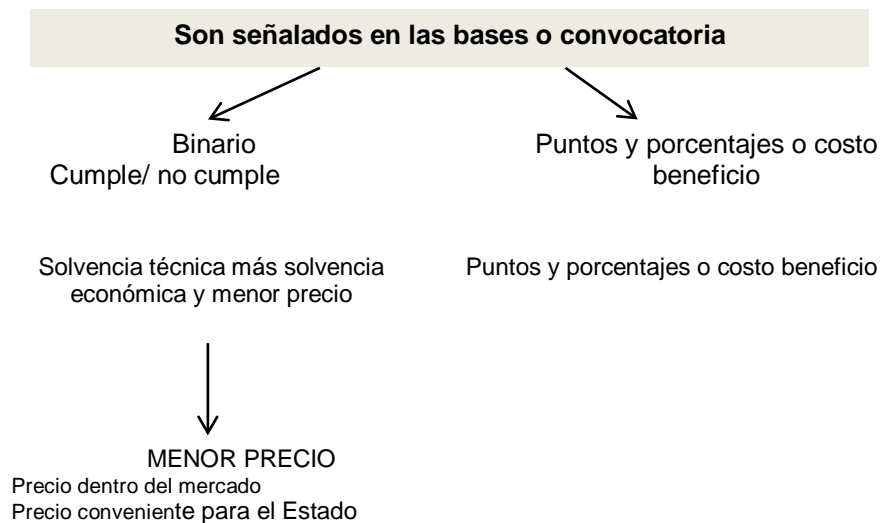 Son señalados en las bases o convocatoria
Binario
Cumple/ no cumple
Puntos y porcentajes o costo
beneficio
Solvencia técnica más solvencia
económica y menor precio
Puntos y porcentajes o costo beneficio
MENOR PRECIO
Precio dentro del mercado
Precio conveniente para el Estado